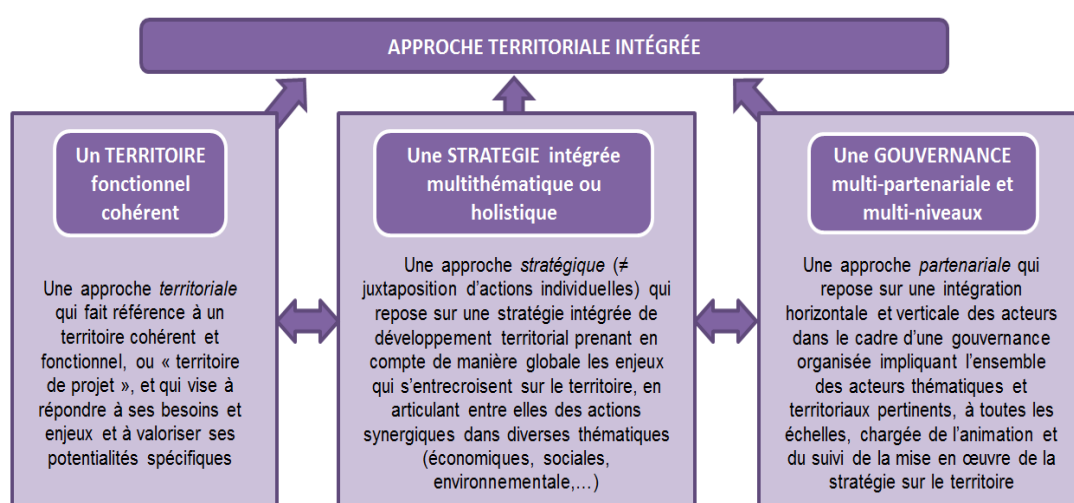 APPROCHE TERRITORIALE INTÉGRÉE
Un TERRITOIRE
fonctionnel
cohérent
Une approche territoriale
qui fait référence à un
territoire cohérent et
fonctionnel, ou « territoire
de projet », et qui vise à
répondre à ses besoins et
enjeux et à valoriser ses
potentialités spécifiques
Une STRATEGIE intégrée
multithématique ou
holistique
Une approche stratégique (≠
juxtaposition d’actions individuelles) qui
repose sur une stratégie intégrée de
développement territorial prenant en
compte de manière globale les enjeux
qui s’entrecroisent sur le territoire, en
articulant entre elles des actions
synergiques dans diverses thématiques
(économiques, sociales,
environnementale,…)
Une GOUVERNANCE
multi-partenariale et
multi-niveaux
Une approche partenariale qui
repose sur une intégration
horizontale et verticale des acteurs
dans le cadre d’une gouvernance
organisée impliquant l’ensemble
des acteurs thématiques et
territoriaux pertinents, à toutes les
échelles, chargée de l’animation et
du suivi de la mise en œuvre de la
stratégie sur le territoire